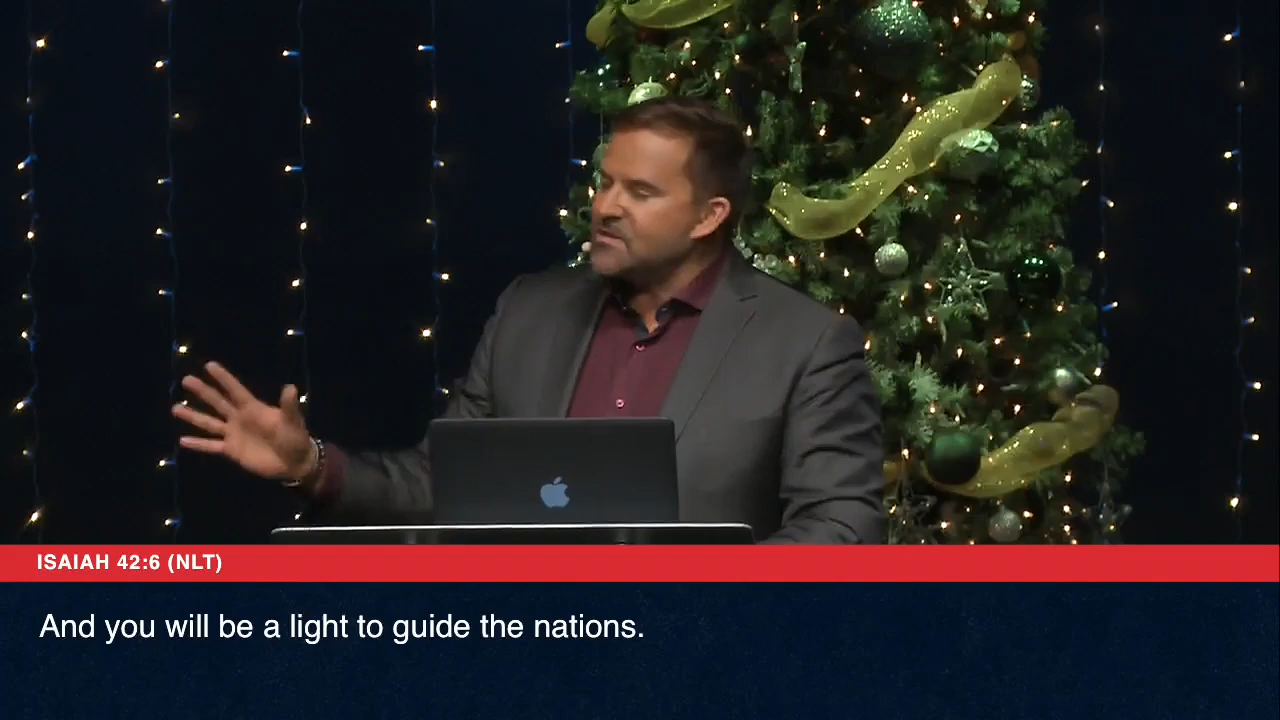 ISAIAH 42:6 (NLT)
And you will be a light to guide the nations.